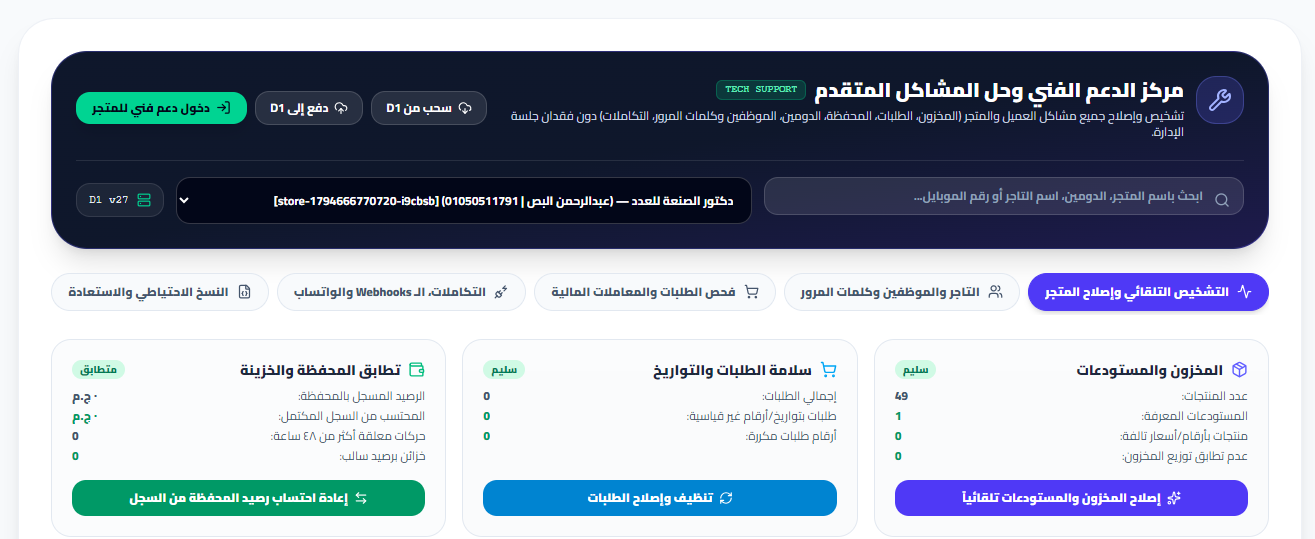 مركز الدعم الفني وحل المشاكل المتقدم TECH SUPPORT
تشخيص وإصلاح جميع مشاكل العميل والمتجر (المخزون، الطلبات، المحفظة، الدومين، الموظفين وكلمات المرور، التكاملات) دون فقدان جلسة
الإدارة.
سحب من D1
دفع إلى D1
دخول دعم فني للمتجر
ابحث باسم المتجر، الدومين، اسم التاجر أو رقم الموبايل...
دكتور الصنعة للعدد — (عبدالرحمن البص | 01050511791) [store-1794666770720-i9cbsb]
D1 v27
التشخيص التلقائي وإصلاح المتجر
التاجر والموظفين وكلمات المرور
فحص الطلبات والمعاملات المالية
التكاملات، الـ Webhooks والواتساب
النسخ الاحتياطي والاستعادة
المخزون والمستودعات
سليم
عدد المنتجات: 49
المستودعات المعرفة: 1
منتجات بأرقام/أسعار تالفة: 0
عدم تطابق توزيع المخزون: 0
إصلاح المخزون والمستودعات تلقائياً
سلامة الطلبات والتواريخ
سليم
إجمالي الطلبات: 0
طلبات بتواريخ/أرقام غير قياسية: 0
أرقام طلبات مكررة: 0
تنظيف وإصلاح الطلبات
تطابق المحفظة والخزينة
متطابق
الرصيد المسجل بالمحفظة: ٠ ج.م
المحتسب من السجل المكتمل: ٠ ج.م
حركات معلقة أكثر من ٤٨ ساعة: 0
خزائن برصيد سالب: 0
إعادة احتساب رصيد المحفظة من السجل